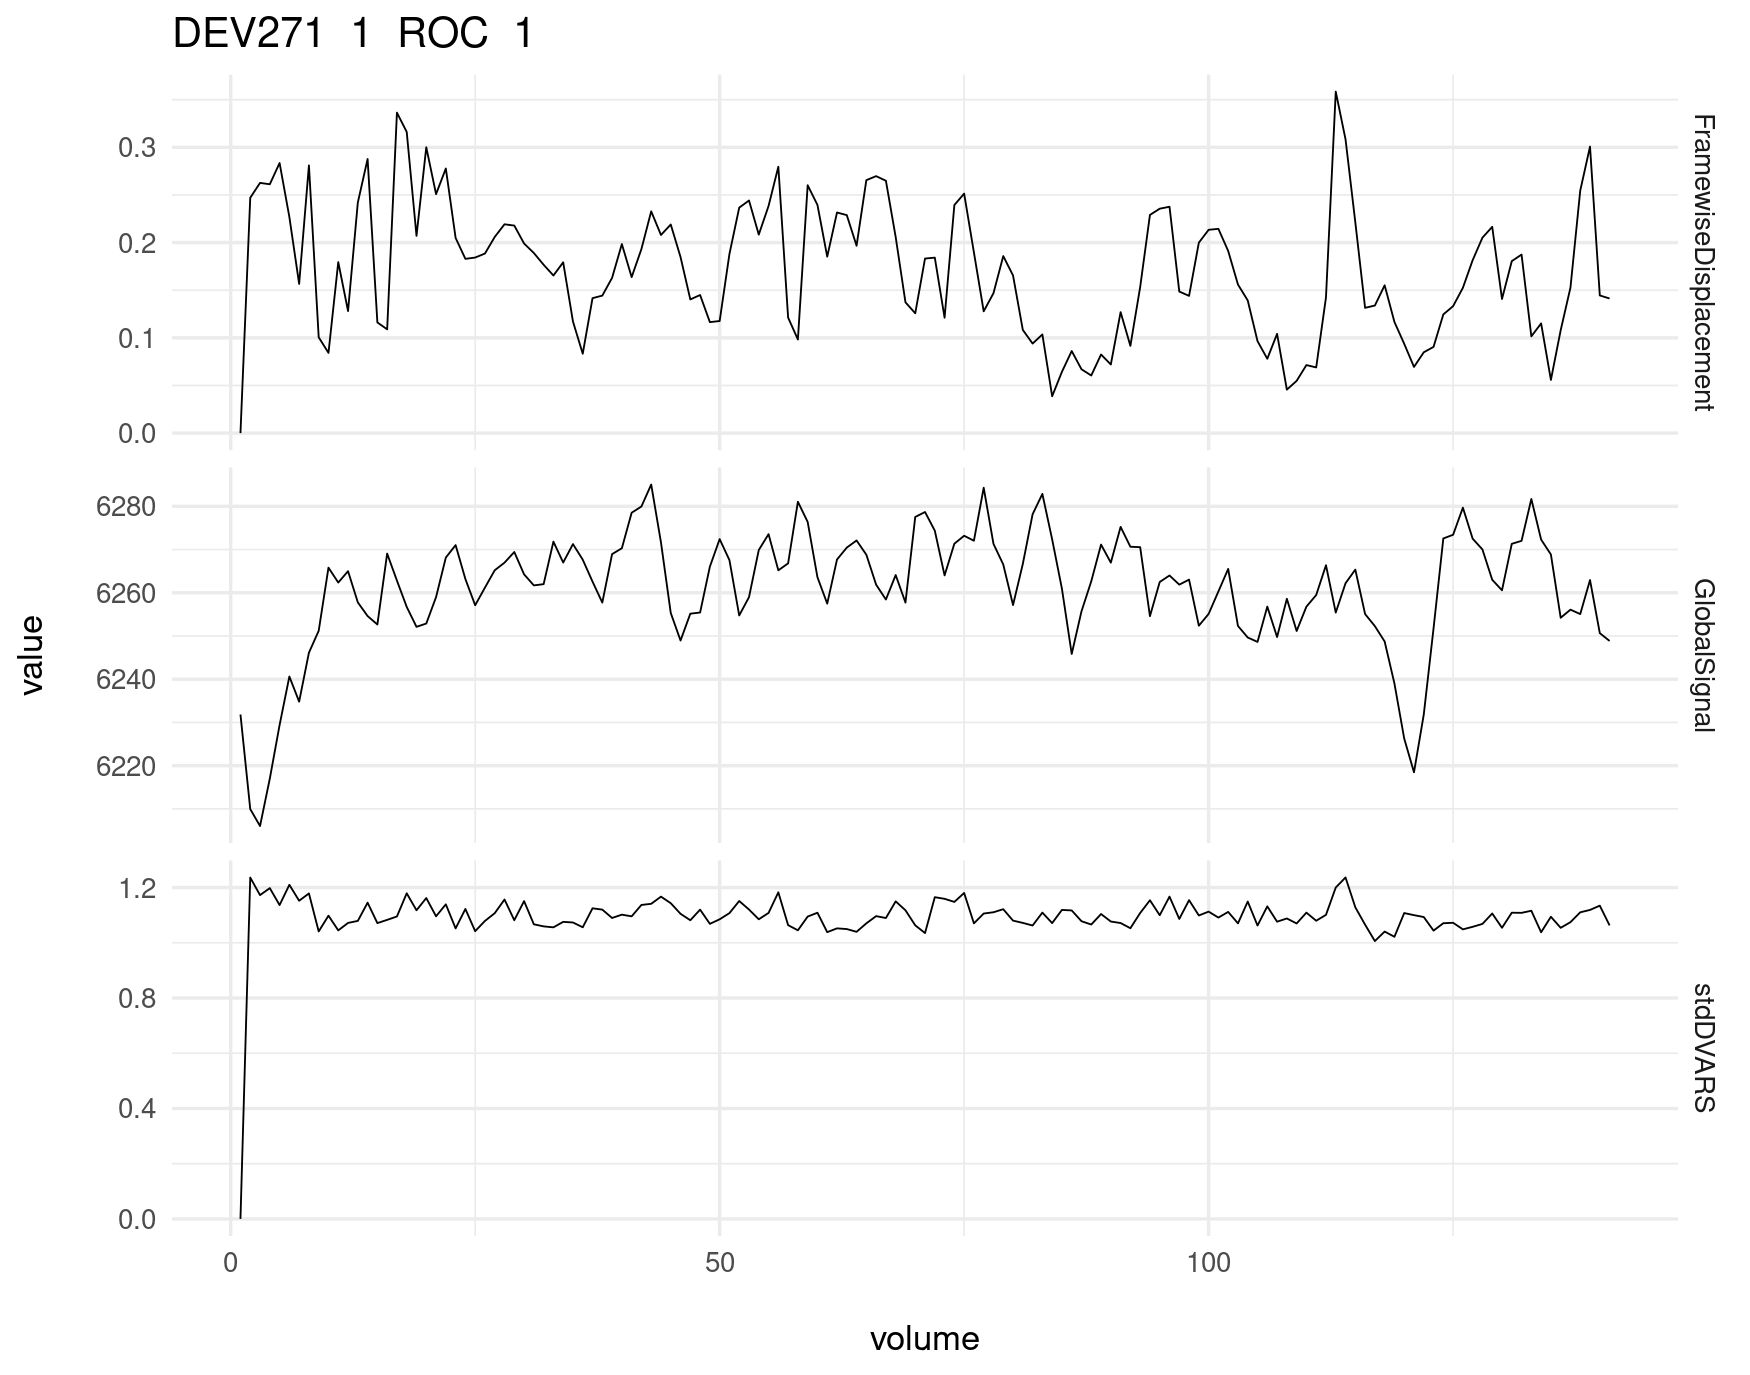 DEV271 1 ROC 1
0.3
0.2
0.1
0.0
FramewiseDisplacement
6280
6260
6240
6220
GlobalSignal
1.2
0.8
0.4
0.0
stdDVARS
value
0 50 100
volume